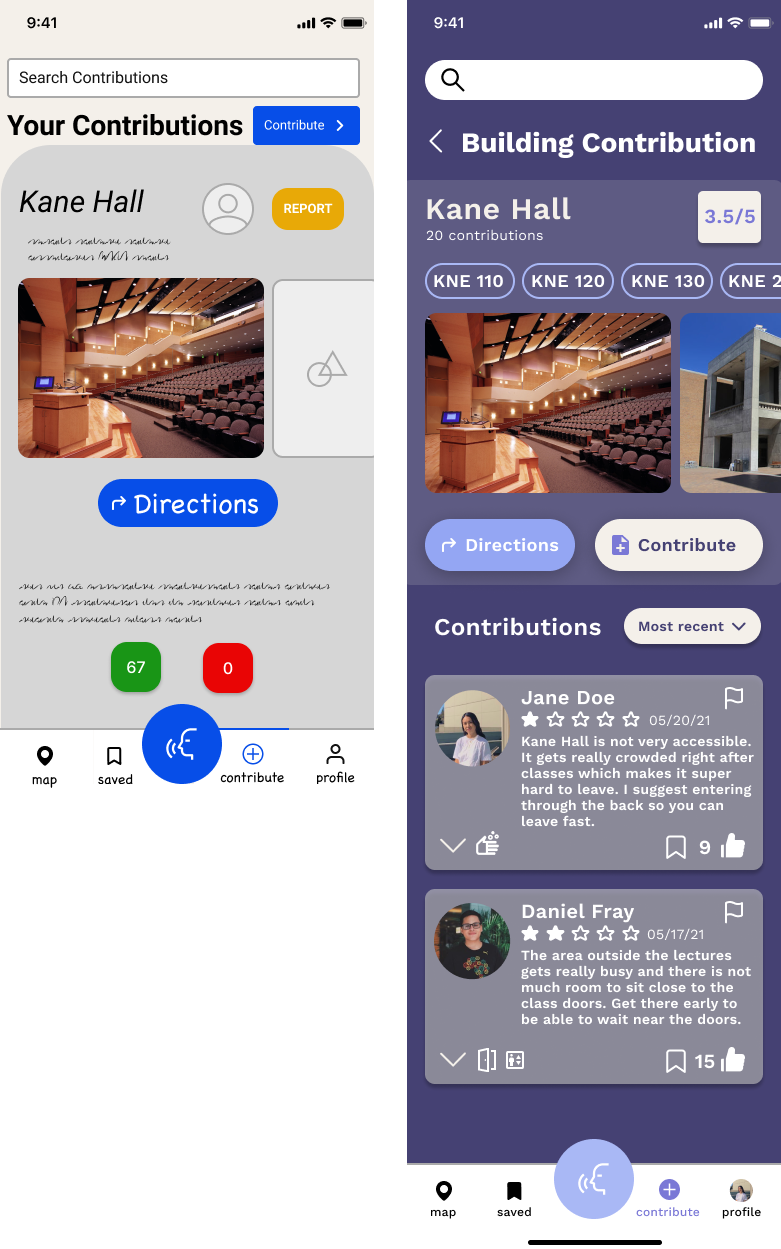 9:41
Search Contributions
Your Contributions
Contribute
Kane Hall
REPORT
Directions
67
0
map
saved
contribute
profile
9:41
Building Contribution
Kane Hall
20 contributions
3.5/5
KNE 110
KNE 120
KNE 130
KNE 2
Directions
Contribute
Contributions
Most recent
Jane Doe
05/20/21
Kane Hall is not very accessible.
It gets really crowded right after
classes which makes it super
hard to leave. I suggest entering
through the back so you can
leave fast.
9
Daniel Fray
05/17/21
The area outside the lectures
gets really busy and there is not
much room to sit close to the
class doors. Get there early to
be able to wait near the doors.
15
map
saved
contribute
profile